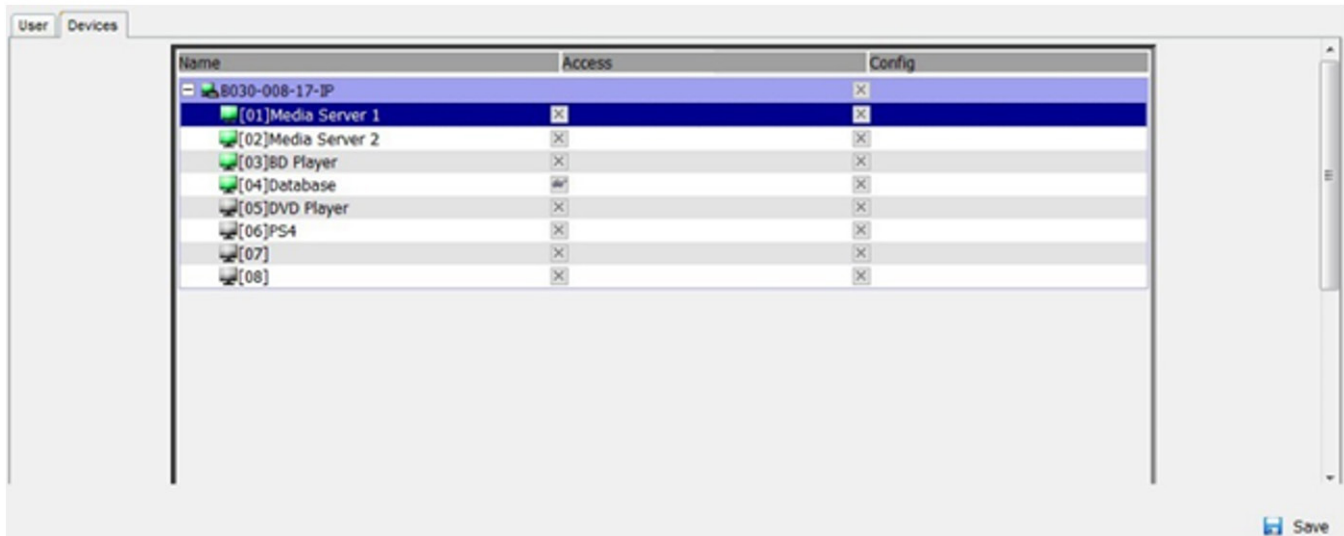 User Devices
Name Access Config
B030-008-17-IP
[01]Media Server 1
[02]Media Server 2
[03]BD Player
[04]Database
[05]DVD Player
[06]PS4
[07]
[08]
Save